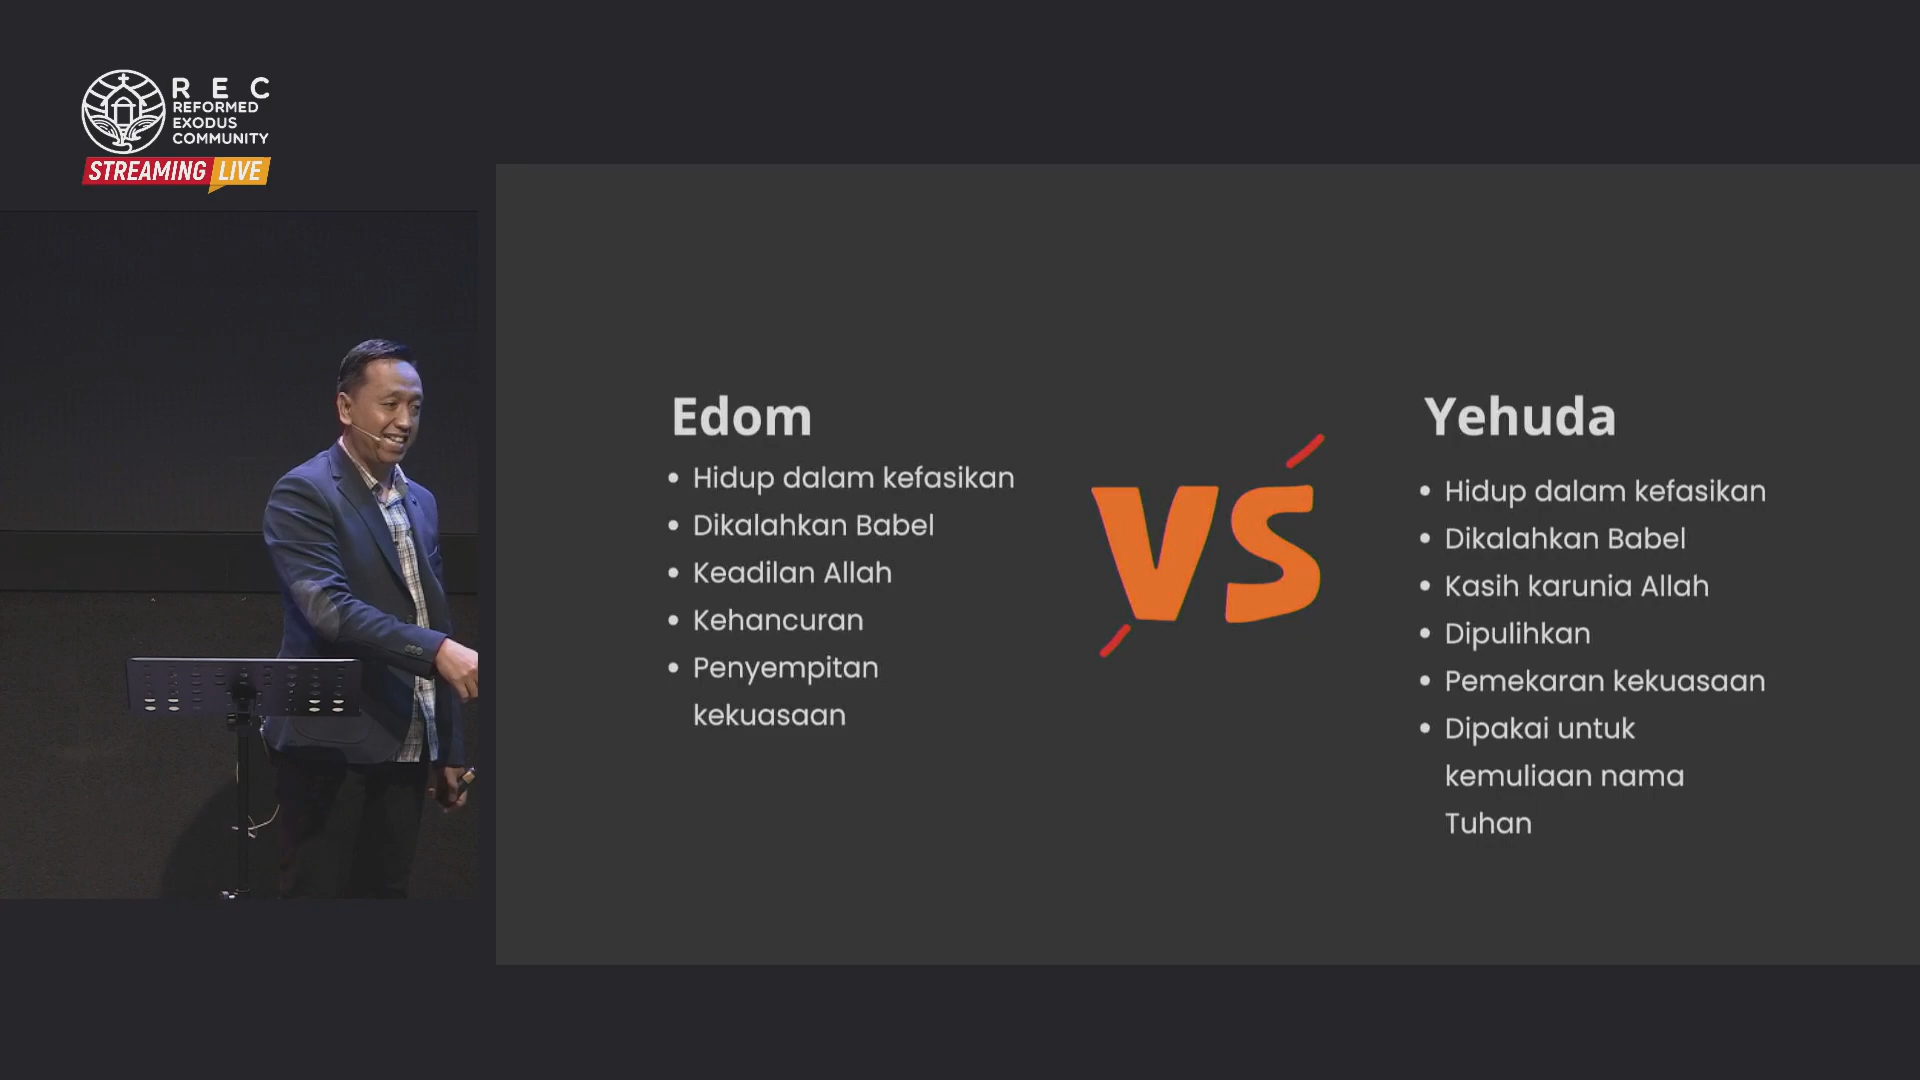 R E C
REFORMED
EXODUS
COMMUNITY
STREAMING LIVE
Edom
• Hidup dalam kefasikan
• Dikalahkan Babel
• Keadilan Allah
• Kehancuran
• Penyempitan
kekuasaan
VS
Yehuda
• Hidup dalam kefasikan
• Dikalahkan Babel
• Kasih karunia Allah
• Dipulihkan
• Pemekaran kekuasaan
• Dipakai untuk
kemuliaan nama
Tuhan